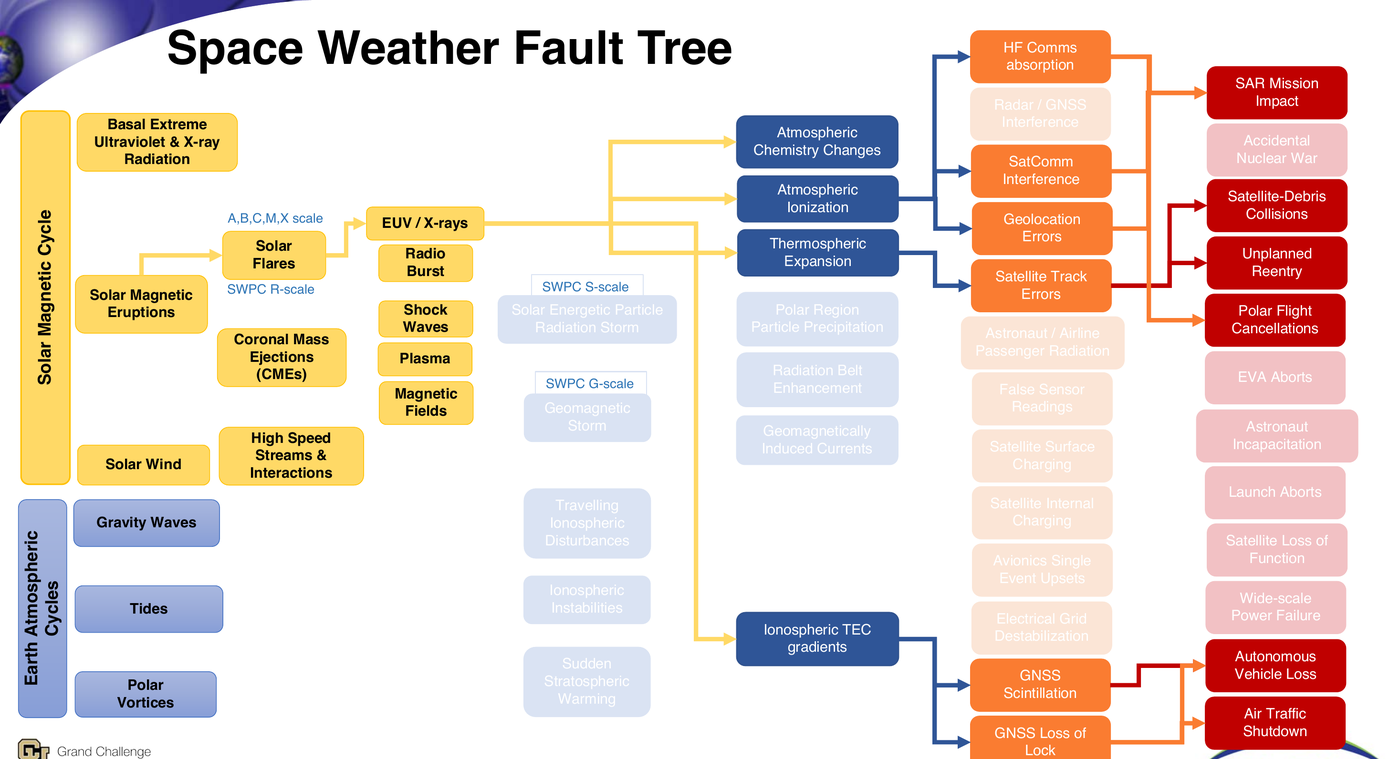 Space Weather Fault Tree
Solar Magnetic Cycle
Basal Extreme
Ultraviolet & X-ray
Radiation
Solar Magnetic
Eruptions
Solar Wind
A,B,C,M,X scale
Solar
Flares
SWPC R-scale
Coronal Mass
Ejections
(CMEs)
High Speed
Streams &
Interactions
EUV / X-rays
Radio
Burst
Shock
Waves
Plasma
Magnetic
Fields
Earth Atmospheric
Cycles
Gravity Waves
Tides
Polar
Vortices
SWPC S-scale
Solar Energetic Particle
Radiation Storm
SWPC G-scale
Geomagnetic
Storm
Travelling
Ionospheric
Disturbances
Ionospheric
Instabilities
Sudden
Stratospheric
Warming
Atmospheric
Chemistry Changes
Atmospheric
Ionization
Thermospheric
Expansion
Polar Region
Particle Precipitation
Radiation Belt
Enhancement
Geomagnetically
Induced Currents
Ionospheric TEC
gradients
HF Comms
absorption
Radar / GNSS
Interference
SatComm
Interference
Geolocation
Errors
Satellite Track
Errors
Astronaut / Airline
Passenger Radiation
False Sensor
Readings
Satellite Surface
Charging
Satellite Internal
Charging
Avionics Single
Event Upsets
Electrical Grid
Destabilization
GNSS
Scintillation
GNSS Loss of
Lock
SAR Mission
Impact
Accidental
Nuclear War
Satellite-Debris
Collisions
Unplanned
Reentry
Polar Flight
Cancellations
EVA Aborts
Astronaut
Incapacitation
Launch Aborts
Satellite Loss of
Function
Wide-scale
Power Failure
Autonomous
Vehicle Loss
Air Traffic
Shutdown
CU Grand Challenge